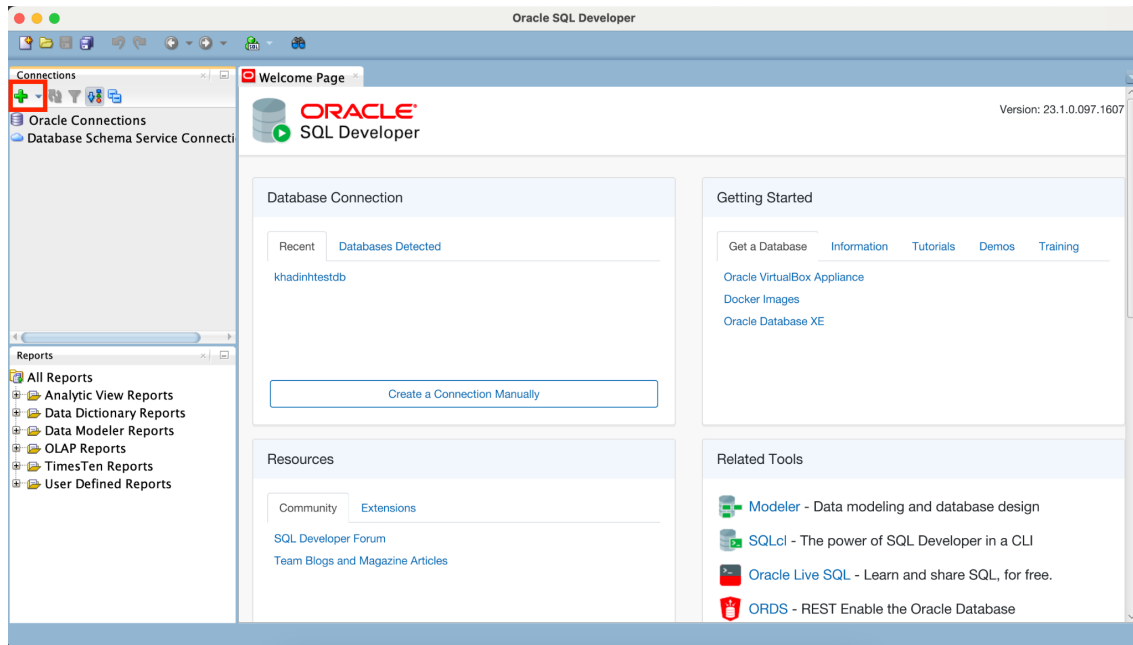 Oracle SQL Developer
Connections
Oracle Connections
Database Schema Service Connecti
Reports
All Reports
Analytic View Reports
Data Dictionary Reports
Data Modeler Reports
OLAP Reports
TimesTen Reports
User Defined Reports
Welcome Page
ORACLE
SQL Developer
Version: 23.1.0.097.1607
Database Connection
Recent Databases Detected
khadinhtestdb
Create a Connection Manually
Getting Started
Get a Database Information Tutorials Demos Training
Oracle VirtualBox Appliance
Docker Images
Oracle Database XE
Resources
Community Extensions
SQL Developer Forum
Team Blogs and Magazine Articles
Related Tools
Modeler - Data modeling and database design
SQLcl - The power of SQL Developer in a CLI
Oracle Live SQL - Learn and share SQL, for free.
ORDS - REST Enable the Oracle Database